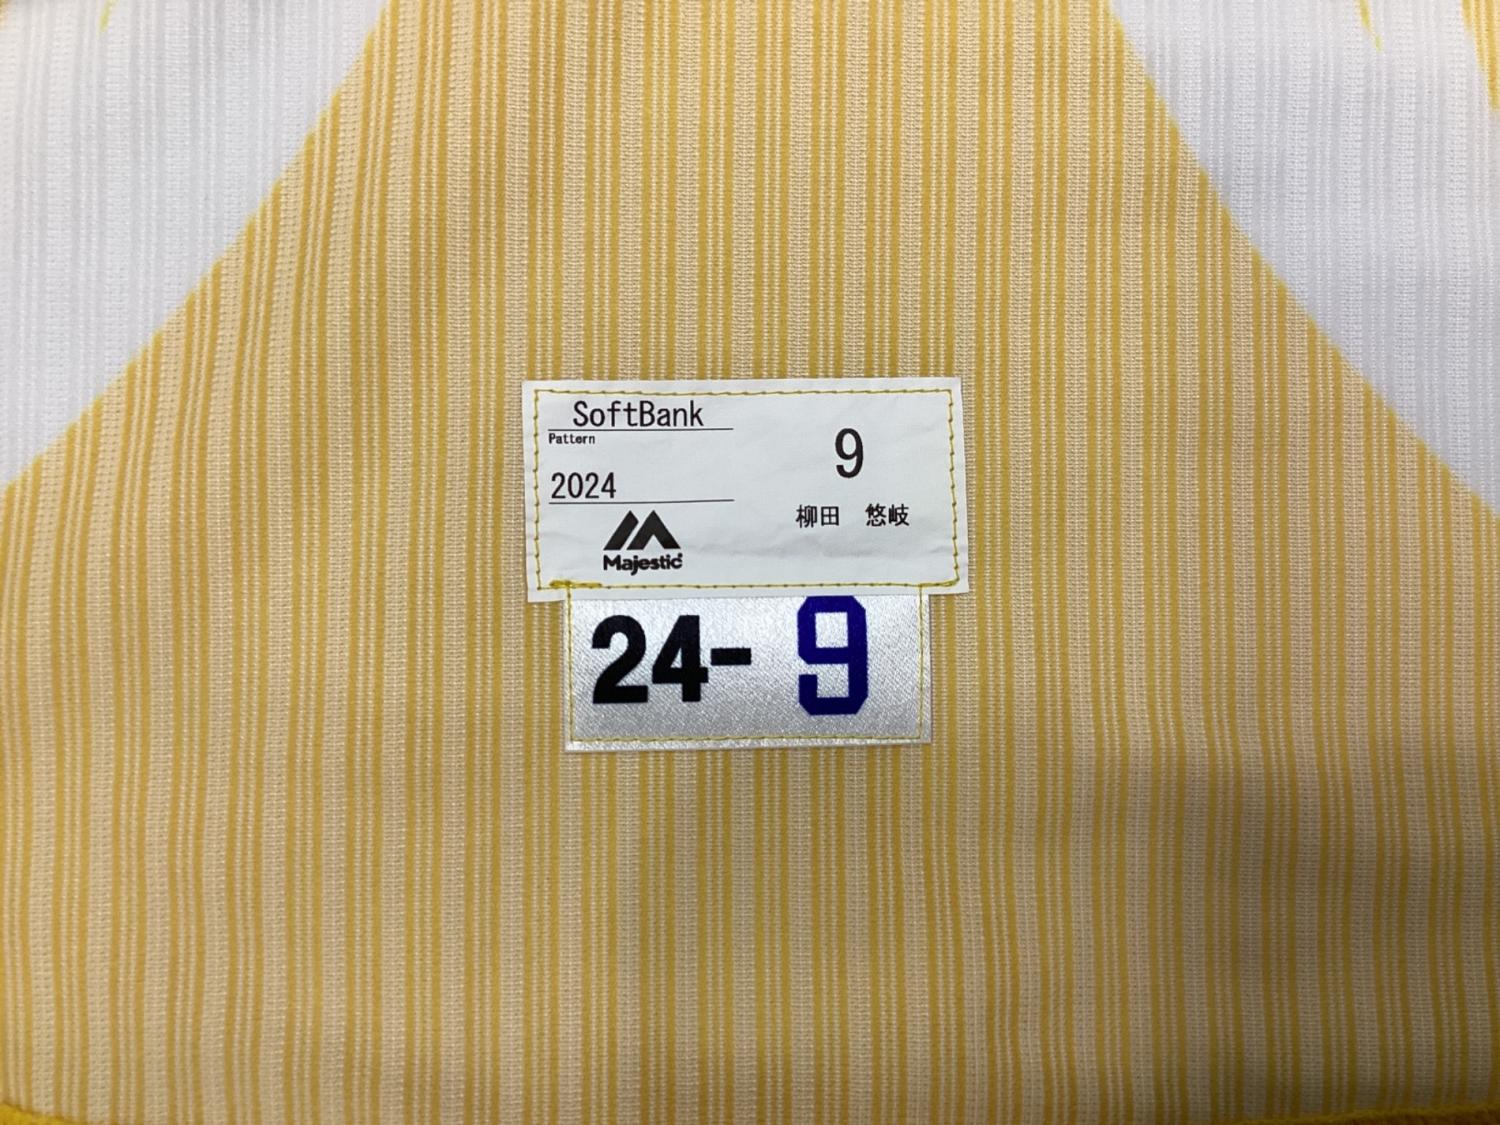 SoftBank
Pattern
2024
Majestic
9
柳田 悠岐
24-9